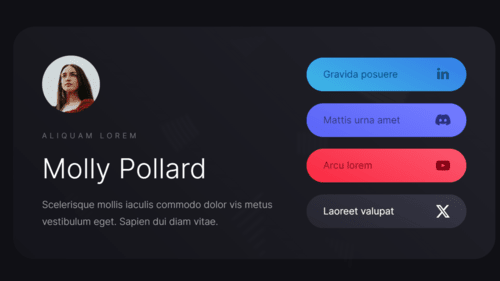 ALIQUAM LOREM
Molly Pollard
Scelerisque mollis iaculis commodo dolor vis metus
vestibulum eget. Sapien dui diam vitae.
Gravida posuere
in
Mattis urna amet
Arcu lorem
Laoreet valupat
X